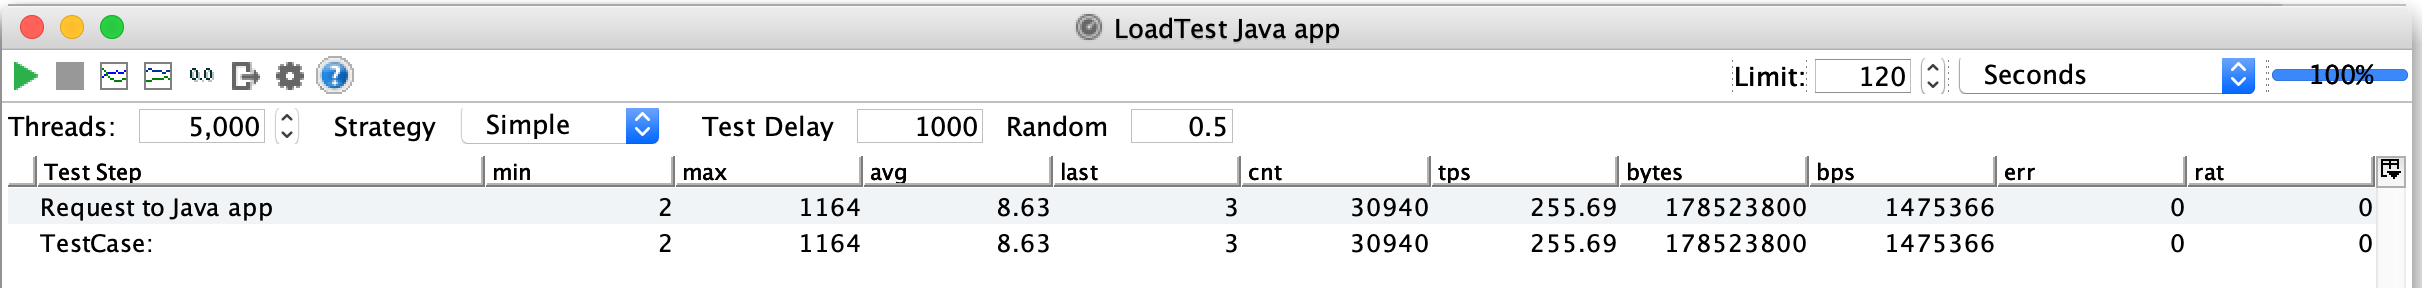 LoadTest Java app
0.0 ? Limit: 120 Seconds 100%
Threads: 5,000 Strategy Simple Test Delay 1000 Random 0.5
Test Step min max avg last cnt tps bytes bps err rat
Request to Java app 2 1164 8.63 3 30940 255.69 178523800 1475366 0 0
TestCase: 2 1164 8.63 3 30940 255.69 178523800 1475366 0 0